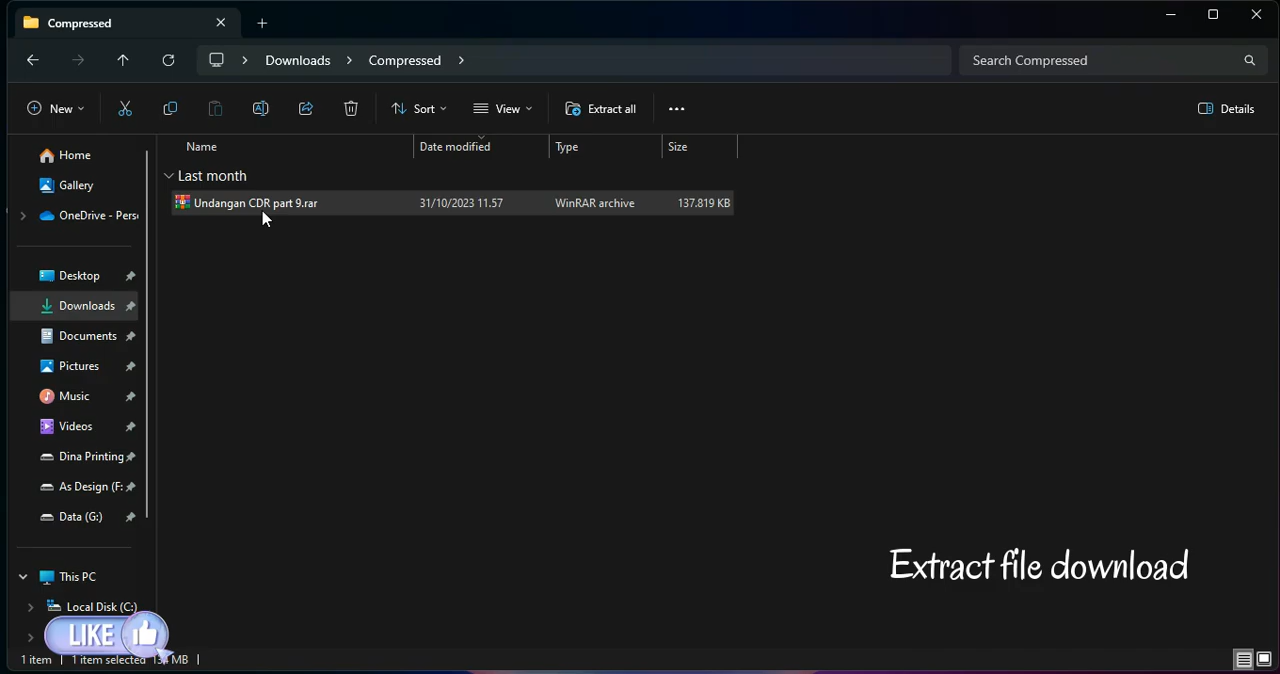 Compressed
Downloads Compressed
Search Compressed
New Sort View Extract all Details
Name Date modified Type Size
Last month
Undangan CDR part 9.rar 31/10/2023 11.57 WinRAR archive 137.819 KB
Home
Gallery
OneDrive - Pers
Desktop
Downloads
Documents
Pictures
Music
Videos
Dina Printing
As Design (F:
Data (G:)
This PC
Local Disk (C:)
Extract file download
LIKE
1 item 1 item selected MB